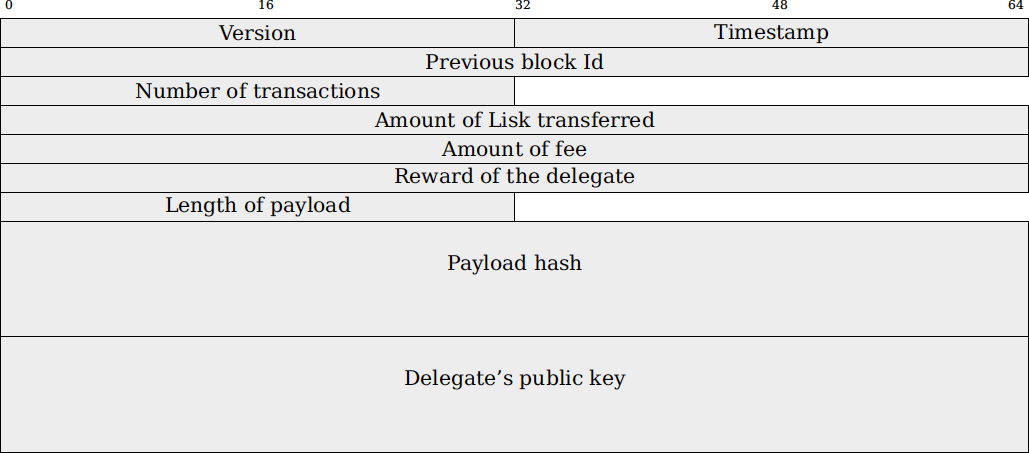 0 16 32 48 64
Version Timestamp
Previous block Id
Number of transactions
Amount of Lisk transferred
Amount of fee
Reward of the delegate
Length of payload
Payload hash
Delegate’s public key